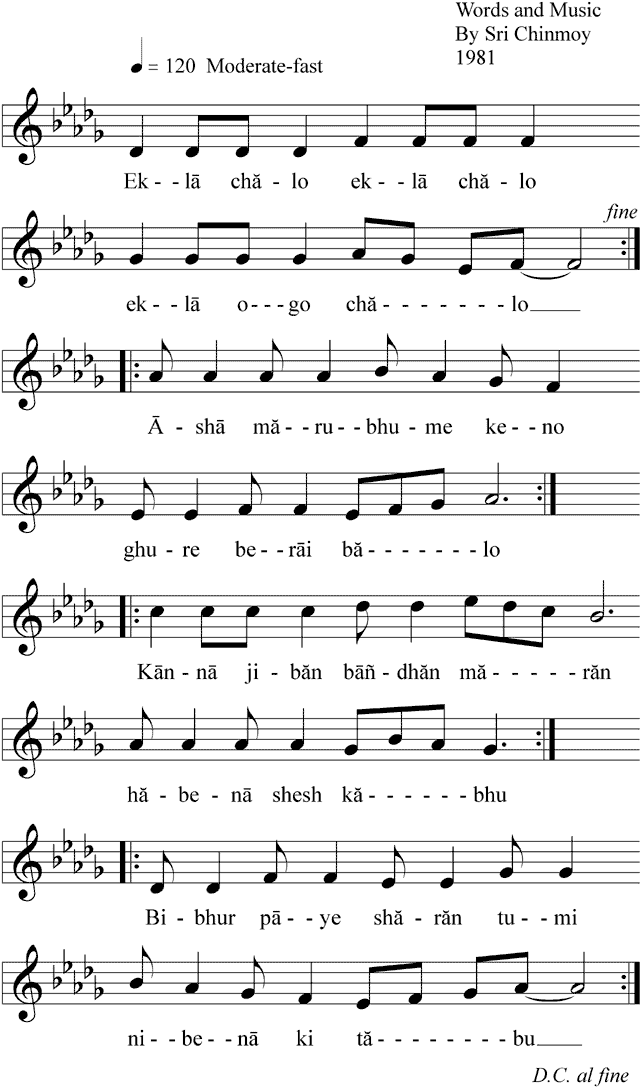 Words and Music
By Sri Chinmoy
1981
♩ = 120 Moderate-fast
Ek - - lā chă - lo ek - - lā chă - lo
fine
ek - lā o - - - go chă - - - - - - - - lo____
Ā - shā mă - - ru - - bhu - me ke - - no
ghu - re be - - rāi bă - - - - - - - lo
Kān - - nā ji - băn bāñ - dhăn mă - - - - - răn
hă - be - nā shesh kă - - - - - - bhu
Bi - bhur pā - - ye shă - răn tu - - mi
ni - - be - nā ki tă - - - - - - - - - bu____
D.C. al fine